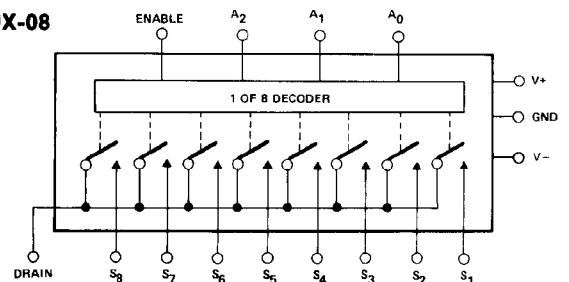 X-08
ENABLE A2 A1 A0
1 OF 8 DECODER
V+
GND
V-
DRAIN S8 S7 S6 S5 S4 S3 S2 S1